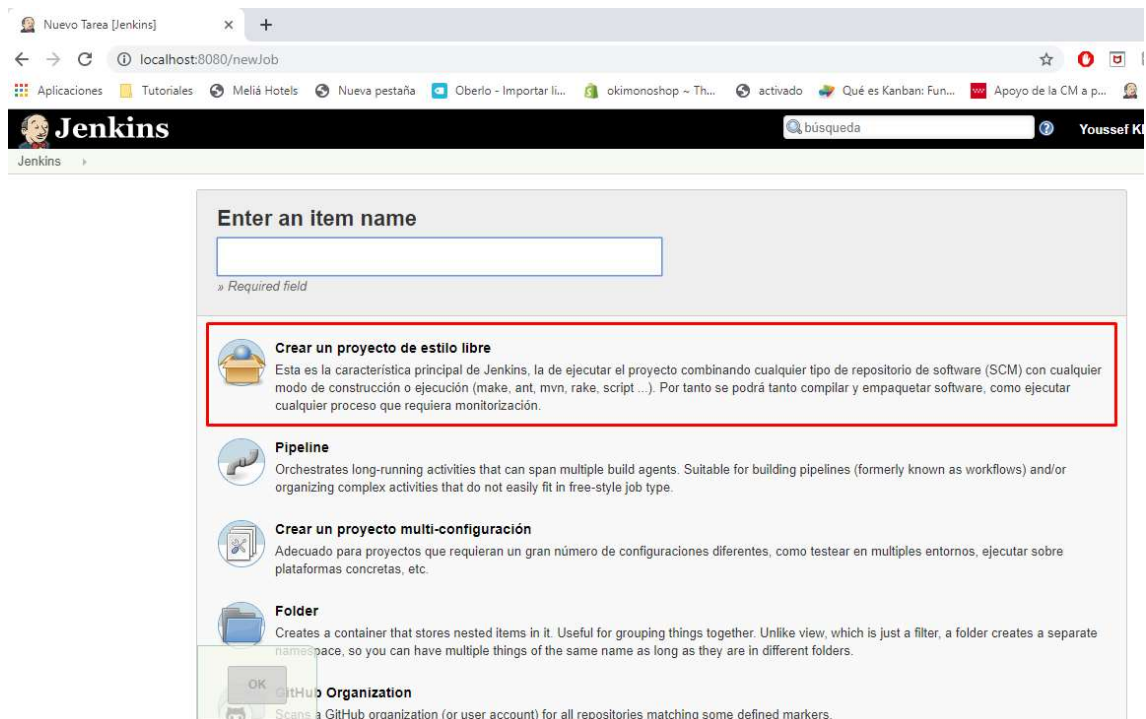 Nuevo Tarea [Jenkins]
localhost:8080/newJob
Aplicaciones Tutoriales Meliá Hotels Nueva pestaña Oberlo - Importar li... okimonoshop ~ Th... activado Qué es Kanban: Fun... Apoyo de la CM a p...
Jenkins búsqueda Youssef
Jenkins
Enter an item name
» Required field
Crear un proyecto de estilo libre
Esta es la característica principal de Jenkins, la de ejecutar el proyecto combinando cualquier tipo de repositorio de software (SCM) con cualquier
modo de construcción o ejecución (make, ant, mvn, rake, script ...). Por tanto se podrá tanto compilar y empaquetar software, como ejecutar
cualquier proceso que requiera monitorización.
Pipeline
Orchestrates long-running activities that can span multiple build agents. Suitable for building pipelines (formerly known as workflows) and/or
organizing complex activities that do not easily fit in free-style job type.
Crear un proyecto multi-configuración
Adecuado para proyectos que requieran un gran número de configuraciones diferentes, como testear en multiples entornos, ejecutar sobre
plataformas concretas, etc.
Folder
Creates a container that stores nested items in it. Useful for grouping things together. Unlike view, which is just a filter, a folder creates a separate
namespace, so you can have multiple things of the same name as long as they are in different folders.
OK
GitHub Organization
Scans a GitHub organization (or user account) for all repositories matching some defined markers.